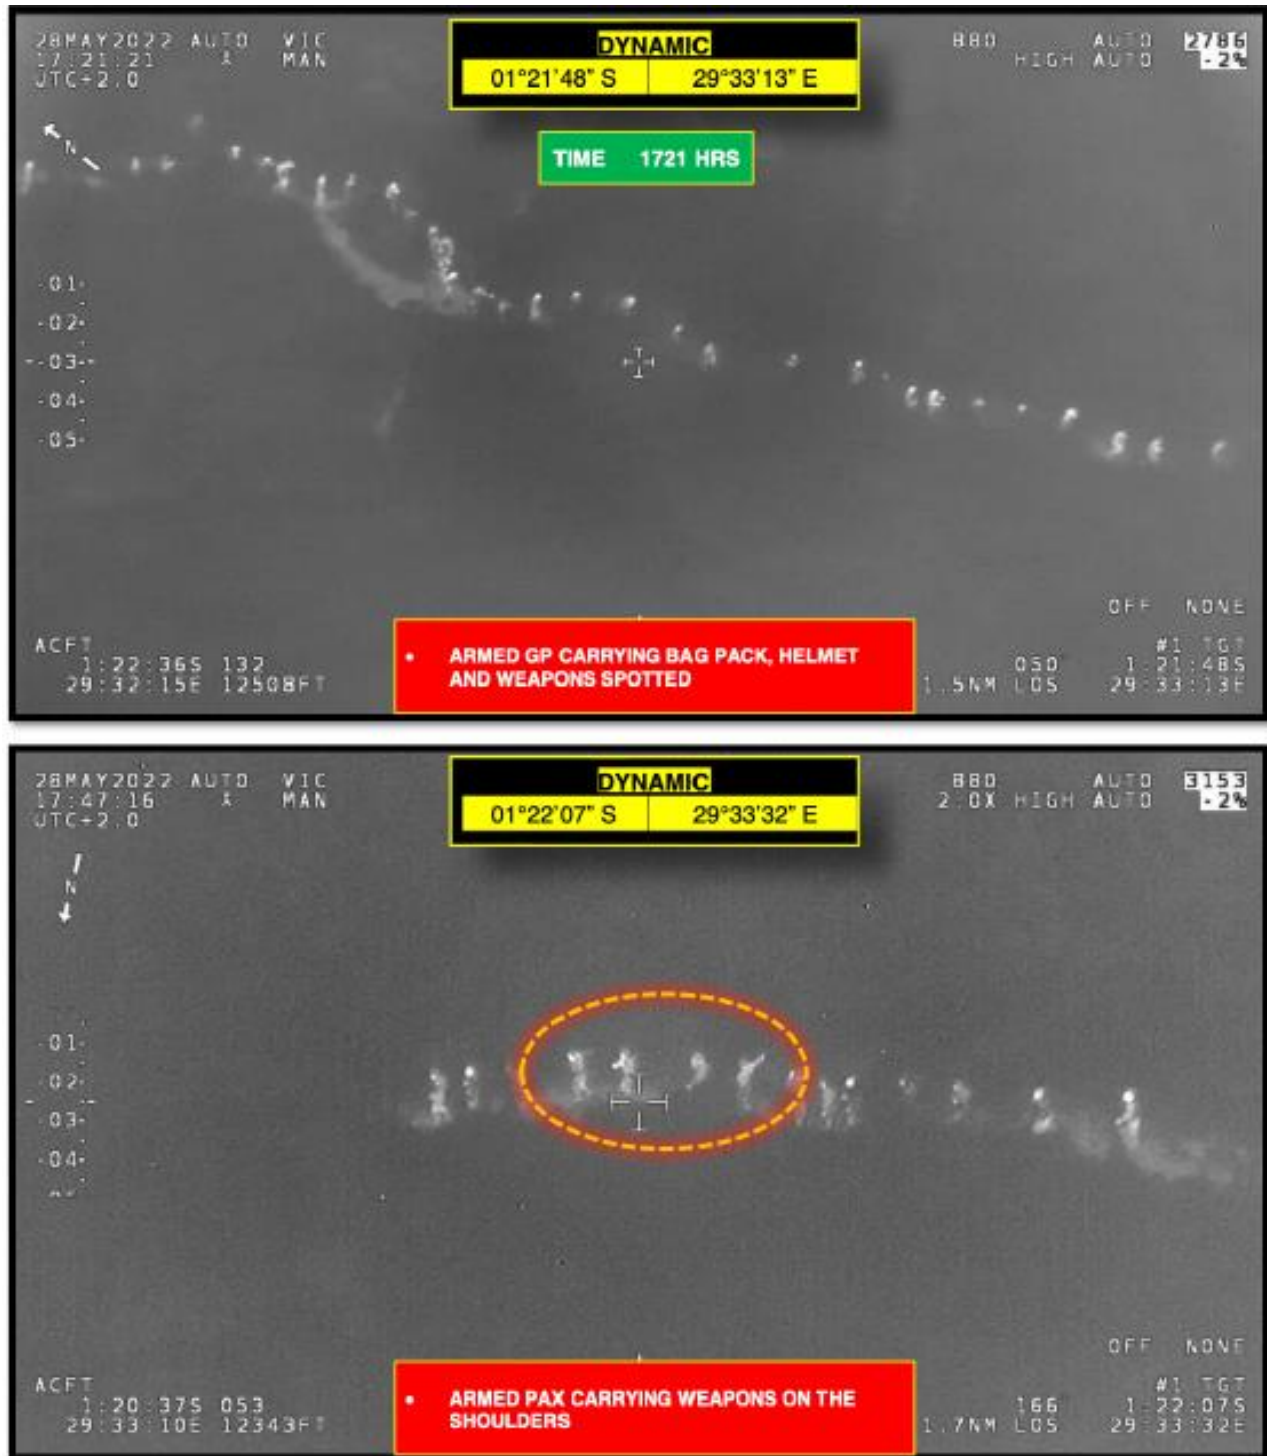 28MAY2022 AUTO VIC
17:21:21 MAN
UTC+2.0
DYNAMIC
01°21'48" S 29°33'13" E
880 AUTO 2786
HIGH AUTO -2%
TIME 1721 HRS
N
-01-
-02-
--03--
-04-
-05-
OFF NONE
ACFT
1:22:36S 132
29:32:15E 12508FT
• ARMED GP CARRYING BAG PACK, HELMET
AND WEAPONS SPOTTED
#1 TGT
050 1:21:48S
1.5NM LOS 29:33:13E
28MAY2022 AUTO VIC
17:47:16 MAN
UTC+2.0
DYNAMIC
01°22'07" S 29°33'32" E
880 AUTO 3153
2.0X HIGH AUTO -2%
N
-01-
-02-
-03-
-04-
OFF NONE
ACFT
1:20:37S 053
29:33:10E 12343FT
• ARMED PAX CARRYING WEAPONS ON THE
SHOULDERS
#1 TGT
166 1:22:07S
1.7NM LOS 29:33:32E